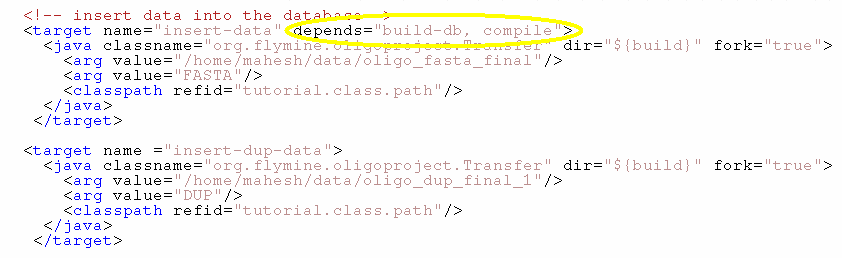 <!-- insert data into the database -->
<target name="insert-data" depends="build-db, compile">
<java classname="org.flymine.oligoproject.Transfer" dir="${build}" fork="true">
<arg value="/home/mahesh/data/oligo_fasta_final"/>
<arg value="FASTA"/>
<classpath refid="tutorial.class.path"/>
</java>
</target>
<target name ="insert-dup-data">
<java classname="org.flymine.oligoproject.Transfer" dir="${build}" fork="true">
<arg value="/home/mahesh/data/oligo_dup_final_1"/>
<arg value="DUP"/>
<classpath refid="tutorial.class.path"/>
</java>
</target>